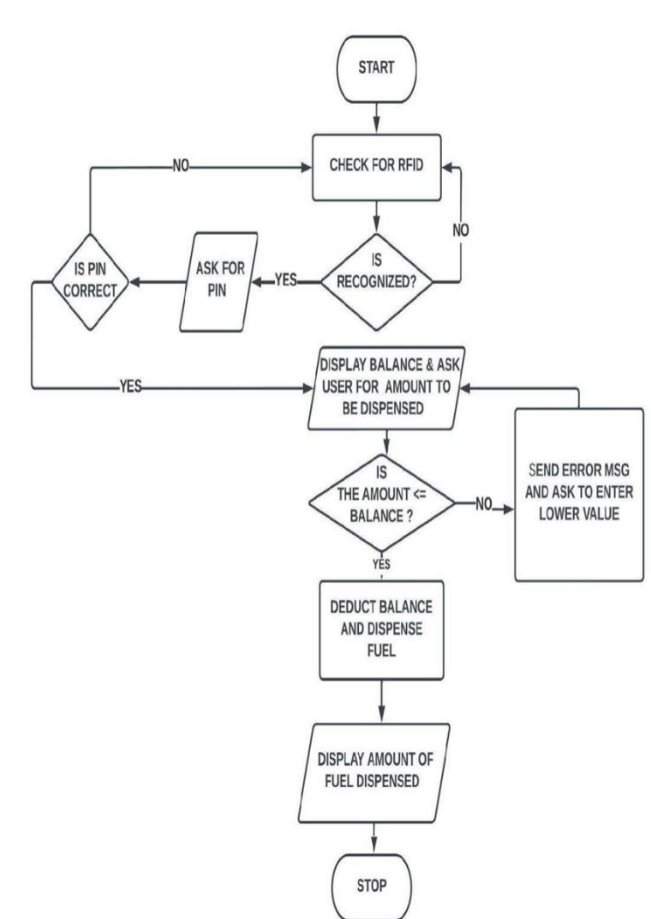 START
CHECK FOR RFID
NO
NO
IS
RECOGNIZED?
YES
ASK FOR
PIN
IS PIN
CORRECT
YES
DISPLAY BALANCE & ASK
USER FOR AMOUNT TO
BE DISPENSED
IS
THE AMOUNT <=
BALANCE ?
NO
SEND ERROR MSG
AND ASK TO ENTER
LOWER VALUE
YES
DEDUCT BALANCE
AND DISPENSE
FUEL
DISPLAY AMOUNT OF
FUEL DISPENSED
STOP